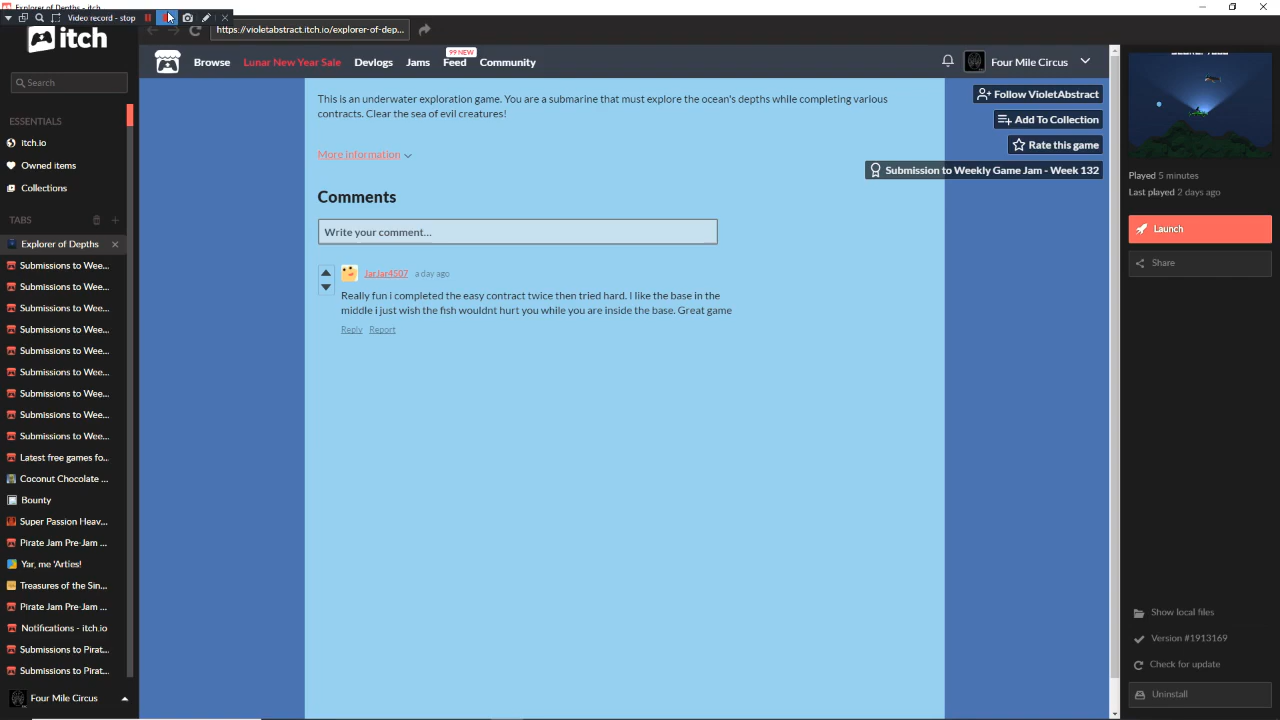 Explorer of Depths - itch
Video record - stop
itch
https://violetabstract.itch.io/explorer-of-dep...
Search
ESSENTIALS
itch.io
Owned items
Collections
TABS
Explorer of Depths
Submissions to Wee...
Submissions to Wee...
Submissions to Wee...
Submissions to Wee...
Submissions to Wee...
Submissions to Wee...
Submissions to Wee...
Submissions to Wee...
Submissions to Wee...
Latest free games fo...
Coconut Chocolate ...
Bounty
Super Passion Heav...
Pirate Jam Pre-Jam ...
Yar, me 'Arties!
Treasures of the Sin...
Pirate Jam Pre-Jam ...
Notifications - itch.io
Submissions to Pirat...
Submissions to Pirat...
Four Mile Circus
Browse
Lunar New Year Sale
Devlogs
Jams
99 NEW
Feed
Community
Four Mile Circus
This is an underwater exploration game. You are a submarine that must explore the ocean's depths while completing various
contracts. Clear the sea of evil creatures!
More information
Comments
Write your comment...
JarJar4507 a day ago
Really fun i completed the easy contract twice then tried hard. I like the base in the
middle i just wish the fish wouldnt hurt you while you are inside the base. Great game
Reply Report
Follow VioletAbstract
Add To Collection
Rate this game
Submission to Weekly Game Jam - Week 132
Played 5 minutes
Last played 2 days ago
Launch
Share
Show local files
Version #1913169
Check for update
Uninstall